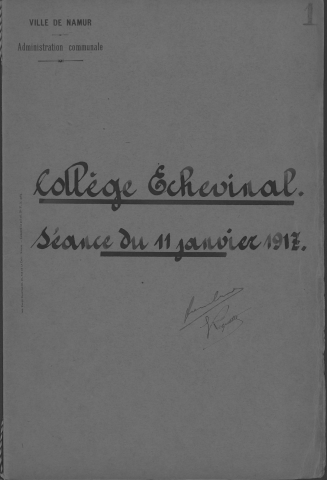 1
VILLE DE NAMUR
Administration communale
Collège Echevinal.
Séance du 11 janvier 1917.